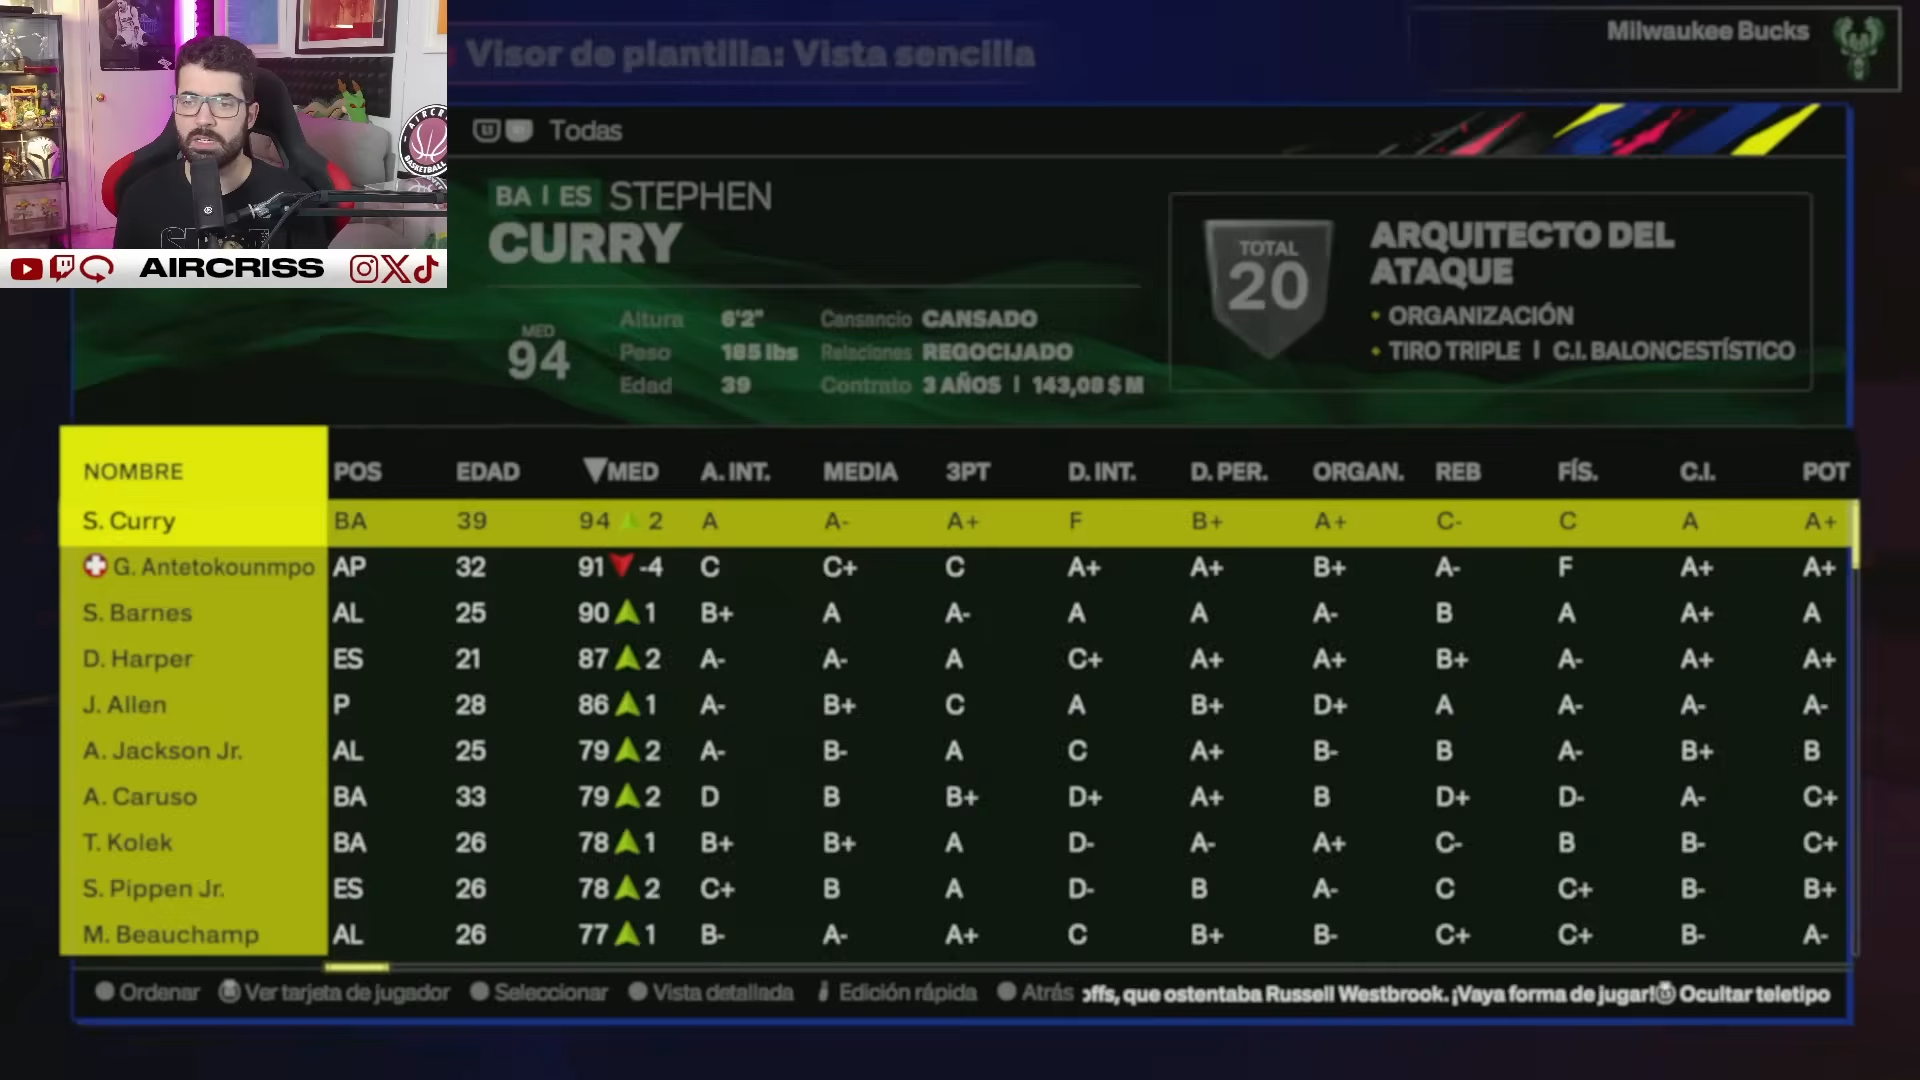 Visor de plantilla: Vista sencilla
Milwaukee Bucks
Todas
AIRCRISS
BA | ES STEPHEN
CURRY
MED
94
Altura 6'2"
Peso 185 lbs
Edad 39
Cansancio CANSADO
Relaciones REGOCIJADO
Contrato 3 AÑOS | 143,08 $ M
TOTAL
20
ARQUITECTO DEL
ATAQUE
• ORGANIZACIÓN
• TIRO TRIPLE | C.I. BALONCESTÍSTICO
NOMBRE POS EDAD MED A. INT. MEDIA 3PT D. INT. D. PER. ORGAN. REB FÍS. C.I. POT
S. Curry BA 39 94 2 A A- A+ F B+ A+ C- C A A+
G. Antetokounmpo AP 32 91 -4 C C+ C A+ A+ B+ A- F A+ A+
S. Barnes AL 25 90 1 B+ A A- A A A- B A A+ A
D. Harper ES 21 87 2 A- A- A C+ A+ A+ B+ A- A+ A+
J. Allen P 28 86 1 A- B+ C A B+ D+ A A- A- A-
A. Jackson Jr. AL 25 79 2 A- B- A C A+ B- B A- B+ B
A. Caruso BA 33 79 2 D B B+ D+ A+ B D+ D- A- C+
T. Kolek BA 26 78 1 B+ B+ A D- A- A+ C- B B- C+
S. Pippen Jr. ES 26 78 2 C+ B A D- B A- C C+ B- B+
M. Beauchamp AL 26 77 1 B- A- A+ C B+ B- C+ C+ B- A-
Ordenar Ver tarjeta de jugador Seleccionar Vista detallada Edición rápida Atrás offs, que ostentaba Russell Westbrook. ¡Vaya forma de jugar! Ocultar teletipo